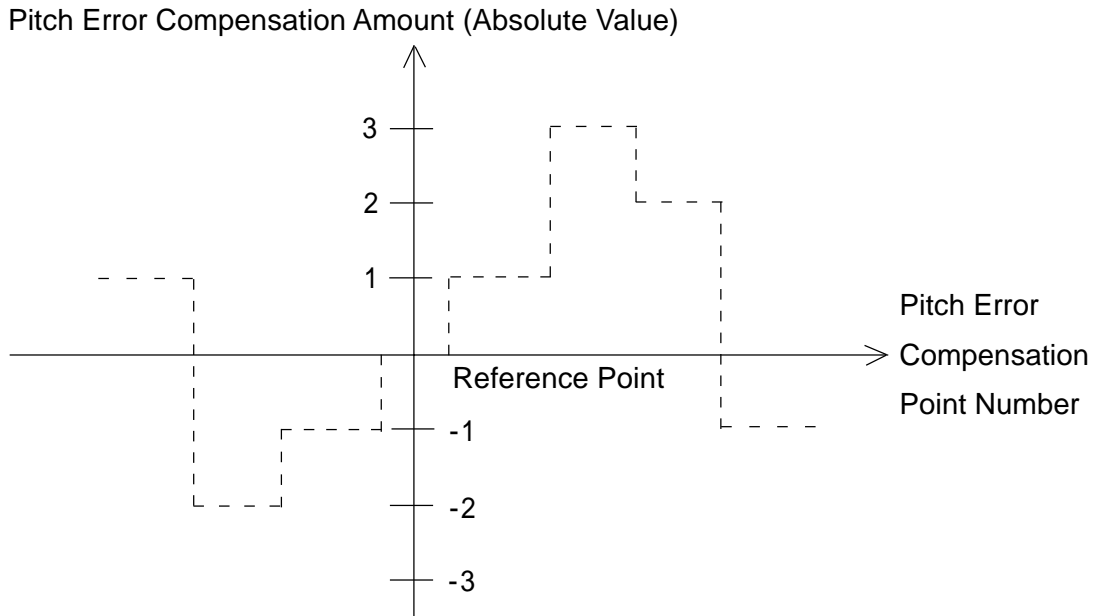 Pitch Error Compensation Amount (Absolute Value)
3
2
1
Pitch Error
Compensation
Point Number
Reference Point
-1
-2
-3